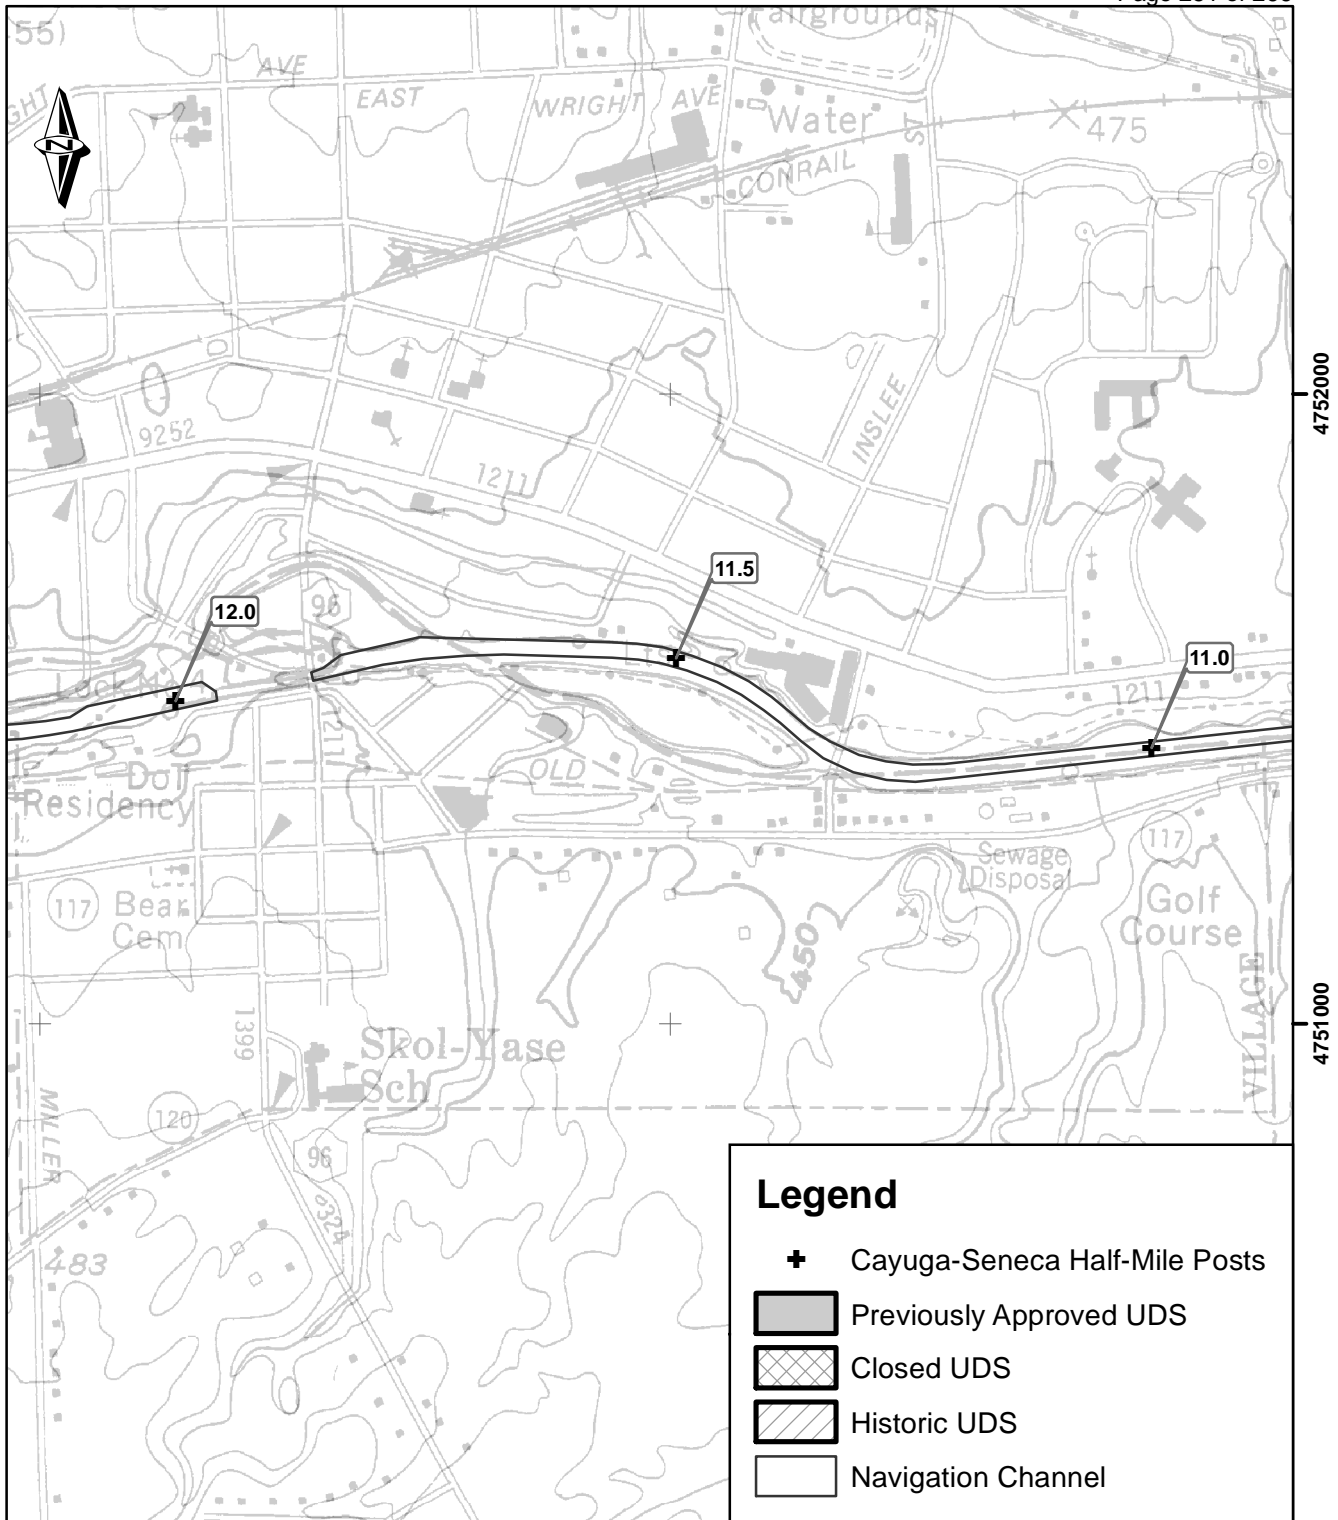 Fairgrounds
55)
AVE
EAST
WRIGHT
AVE
Water
ST
475
CONRAIL
N
4752000
9252
INSLEE
1211
11.5
12.0
96
11.0
1211
1211
OLD
DOT
Residency
117
Sewage
Disposal
117
Bear
Cem
Golf
Course
450
VILLAGE
4751000
1399
Skol-Yase
Sch
MILLER
120
96
483
Legend
Cayuga-Seneca Half-Mile Posts
Previously Approved UDS
Closed UDS
Historic UDS
Navigation Channel